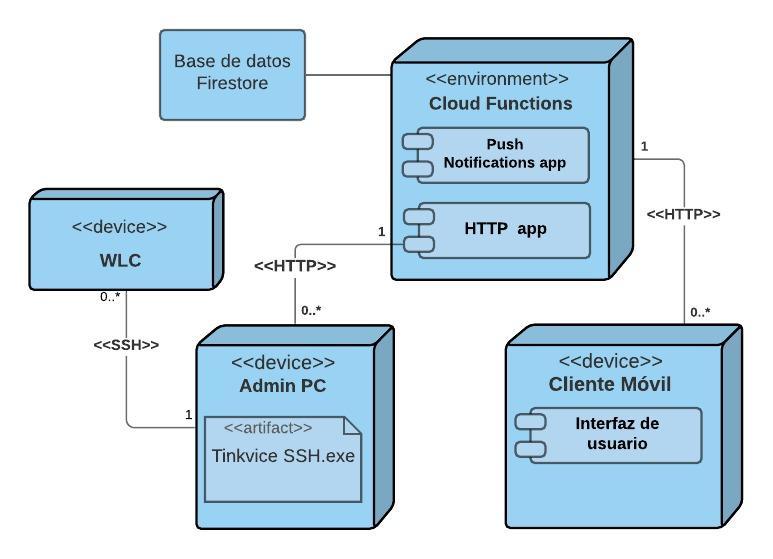 Base de datos
Firestore
<<environment>>
Cloud Functions
Push
Notifications app
HTTP app
1
<<HTTP>>
0..*
1
<<HTTP>>
0..*
<<device>>
WLC
0..*
<<SSH>>
1
<<device>>
Admin PC
<<artifact>>
Tinkvice SSH.exe
<<device>>
Cliente Móvil
Interfaz de
usuario